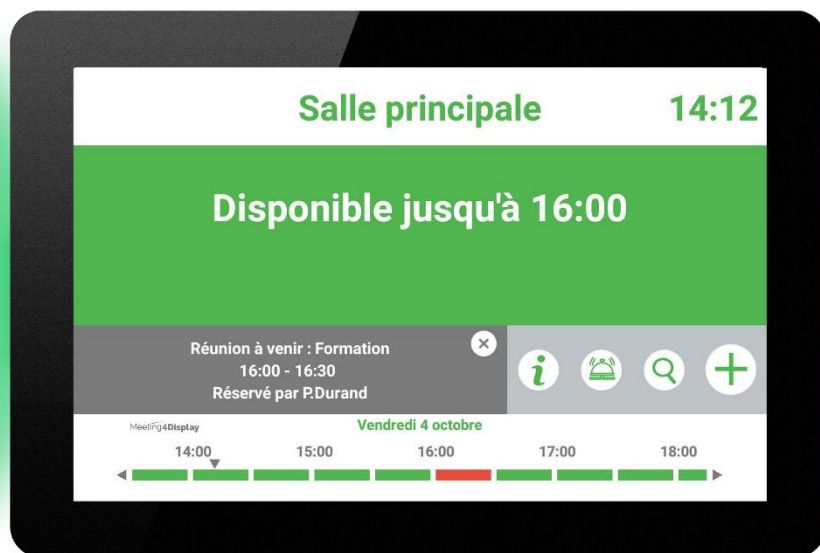 Salle principale
14:12
Disponible jusqu'à 16:00
Réunion à venir : Formation
16:00 - 16:30
Réservé par P.Durand
Meeting4Display
Vendredi 4 octobre
14:00 15:00 16:00 17:00 18:00